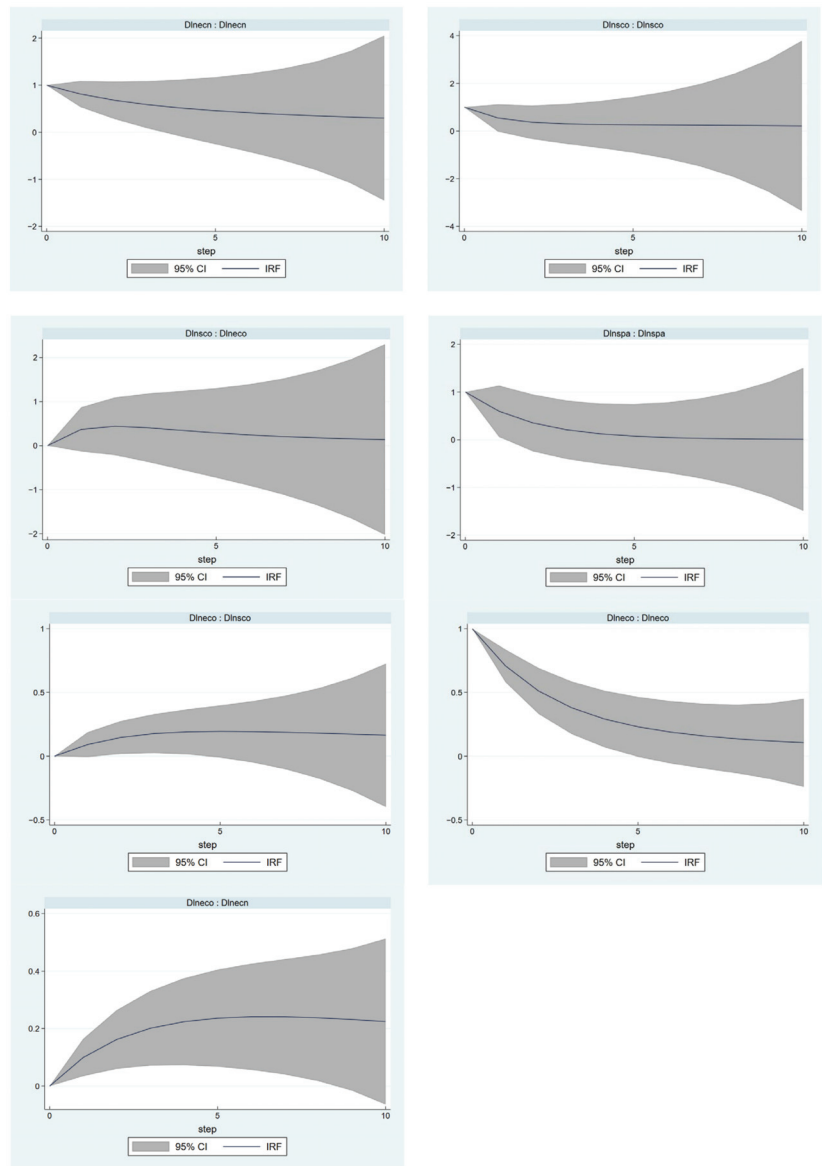 Dlnecn : Dlnecn
2
1
0
−1
−2
0 5 10
step
95% CI IRF
Dlnsco : Dlnsco
4
2
0
−2
−4
0 5 10
step
95% CI IRF
Dlnsco : Dlneco
2
1
0
−1
−2
0 5 10
step
95% CI IRF
Dlnspa : Dlnspa
2
1
0
−1
−2
0 5 10
step
95% CI IRF
Dlneco : Dlnsco
1
0.5
0
−0.5
0 5 10
step
95% CI IRF
Dlneco : Dlneco
1
0.5
0
−0.5
0 5 10
step
95% CI IRF
Dlneco : Dlnecn
0.6
0.4
0.2
0
0 5 10
step
95% CI IRF